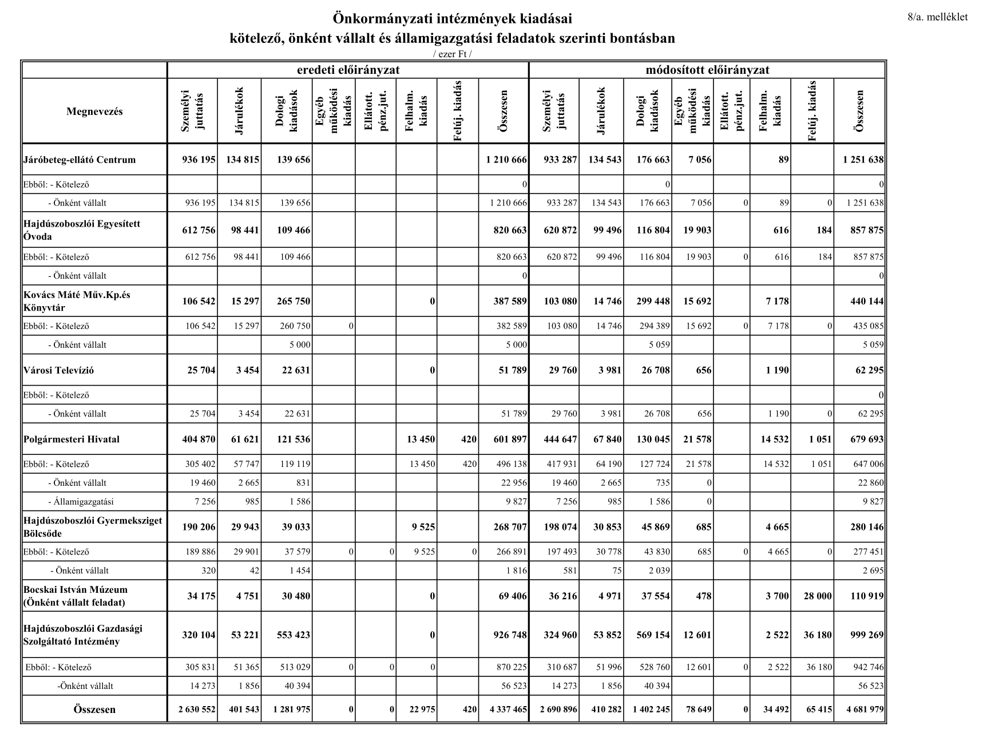 Önkormányzati intézmények kiadásai
8/a. melléklet
kötelező, önként vállalt és államigazgatási feladatok szerinti bontásban
/ ezer Ft /
eredeti előirányzat módosított előirányzat
Megnevezés Személyi juttatás Járulékok Dologi kiadások Egyéb működési kiadás Ellátott. pénz.jut. Felhalm. kiadás Felúj. kiadás Összesen Személyi juttatás Járulékok Dologi kiadások Egyéb működési kiadás Ellátott. pénz.jut. Felhalm. kiadás Felúj. kiadás Összesen
Járóbeteg-ellátó Centrum 936 195 134 815 139 656 1 210 666 933 287 134 543 176 663 7 056 89 1 251 638
Ebből: - Kötelező 0 0 0
- Önként vállalt 936 195 134 815 139 656 1 210 666 933 287 134 543 176 663 7 056 0 89 0 1 251 638
Hajdúszoboszlói Egyesített
Óvoda 612 756 98 441 109 466 820 663 620 872 99 496 116 804 19 903 616 184 857 875
Ebből: - Kötelező 612 756 98 441 109 466 820 663 620 872 99 496 116 804 19 903 0 616 184 857 875
- Önként vállalt 0 0
Kovács Máté Műv.Kp.és
Könyvtár 106 542 15 297 265 750 0 387 589 103 080 14 746 299 448 15 692 7 178 440 144
Ebből: - Kötelező 106 542 15 297 260 750 0 382 589 103 080 14 746 294 389 15 692 0 7 178 0 435 085
- Önként vállalt 5 000 5 000 5 059 5 059
Városi Televízió 25 704 3 454 22 631 0 51 789 29 760 3 981 26 708 656 1 190 62 295
Ebből: - Kötelező 0
- Önként vállalt 25 704 3 454 22 631 51 789 29 760 3 981 26 708 656 1 190 0 62 295
Polgármesteri Hivatal 404 870 61 621 121 536 13 450 420 601 897 444 647 67 840 130 045 21 578 14 532 1 051 679 693
Ebből: - Kötelező 305 402 57 747 119 119 13 450 420 496 138 417 931 64 190 127 724 21 578 14 532 1 051 647 006
- Önként vállalt 19 460 2 665 831 22 956 19 460 2 665 735 0 22 860
- Államigazgatási 7 256 985 1 586 9 827 7 256 985 1 586 0 9 827
Hajdúszoboszlói Gyermeksziget
Bölcsőde 190 206 29 943 39 033 9 525 268 707 198 074 30 853 45 869 685 4 665 280 146
Ebből: - Kötelező 189 886 29 901 37 579 0 0 9 525 0 266 891 197 493 30 778 43 830 685 0 4 665 0 277 451
- Önként vállalt 320 42 1 454 1 816 581 75 2 039 2 695
Bocskai István Múzeum
(Önként vállalt feladat) 34 175 4 751 30 480 0 69 406 36 216 4 971 37 554 478 3 700 28 000 110 919
Hajdúszoboszlói Gazdasági
Szolgáltató Intézmény 320 104 53 221 553 423 0 926 748 324 960 53 852 569 154 12 601 2 522 36 180 999 269
Ebből: - Kötelező 305 831 51 365 513 029 0 0 0 870 225 310 687 51 996 528 760 12 601 0 2 522 36 180 942 746
-Önként vállalt 14 273 1 856 40 394 56 523 14 273 1 856 40 394 56 523
Összesen 2 630 552 401 543 1 281 975 0 0 22 975 420 4 337 465 2 690 896 410 282 1 402 245 78 649 0 34 492 65 415 4 681 979